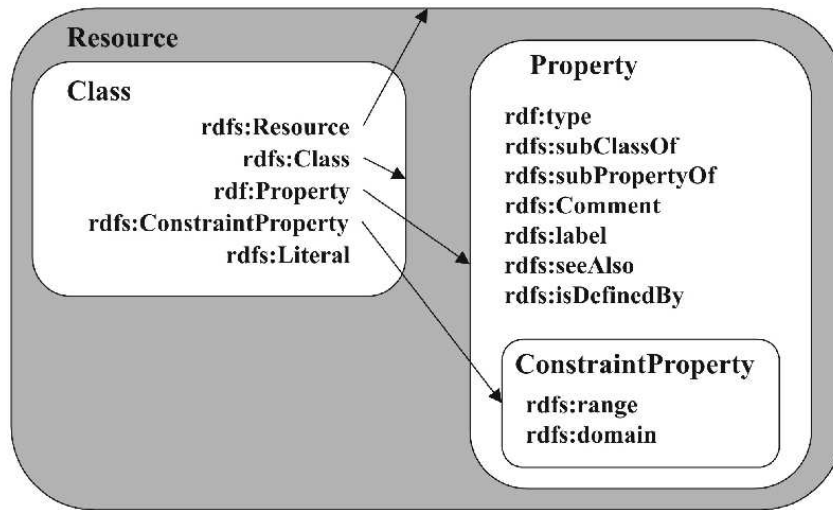 Resource
Class
rdfs:Resource
rdfs:Class
rdf:Property
rdfs:ConstraintProperty
rdfs:Literal
Property
rdf:type
rdfs:subClassOf
rdfs:subPropertyOf
rdfs:Comment
rdfs:label
rdfs:seeAlso
rdfs:isDefinedBy
ConstraintProperty
rdfs:range
rdfs:domain